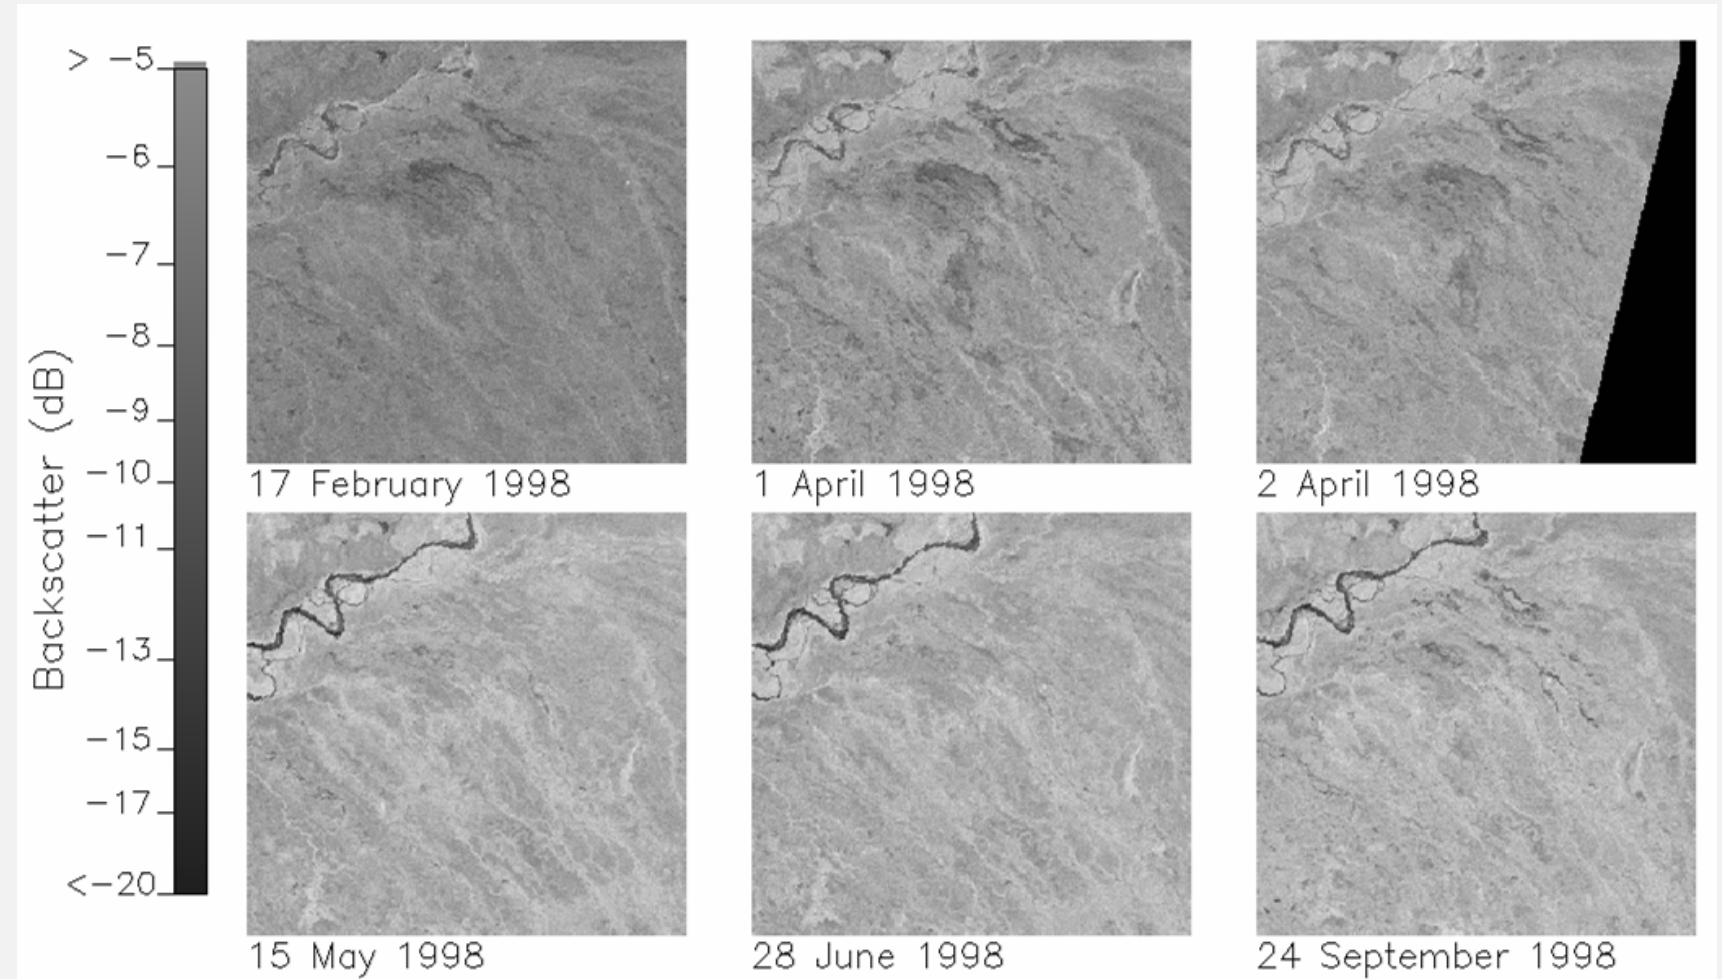 > -5
-6
-7
-8
-9
-10
-11
-13
-15
-17
<-20
Backscatter (dB)
17 February 1998
1 April 1998
2 April 1998
15 May 1998
28 June 1998
24 September 1998